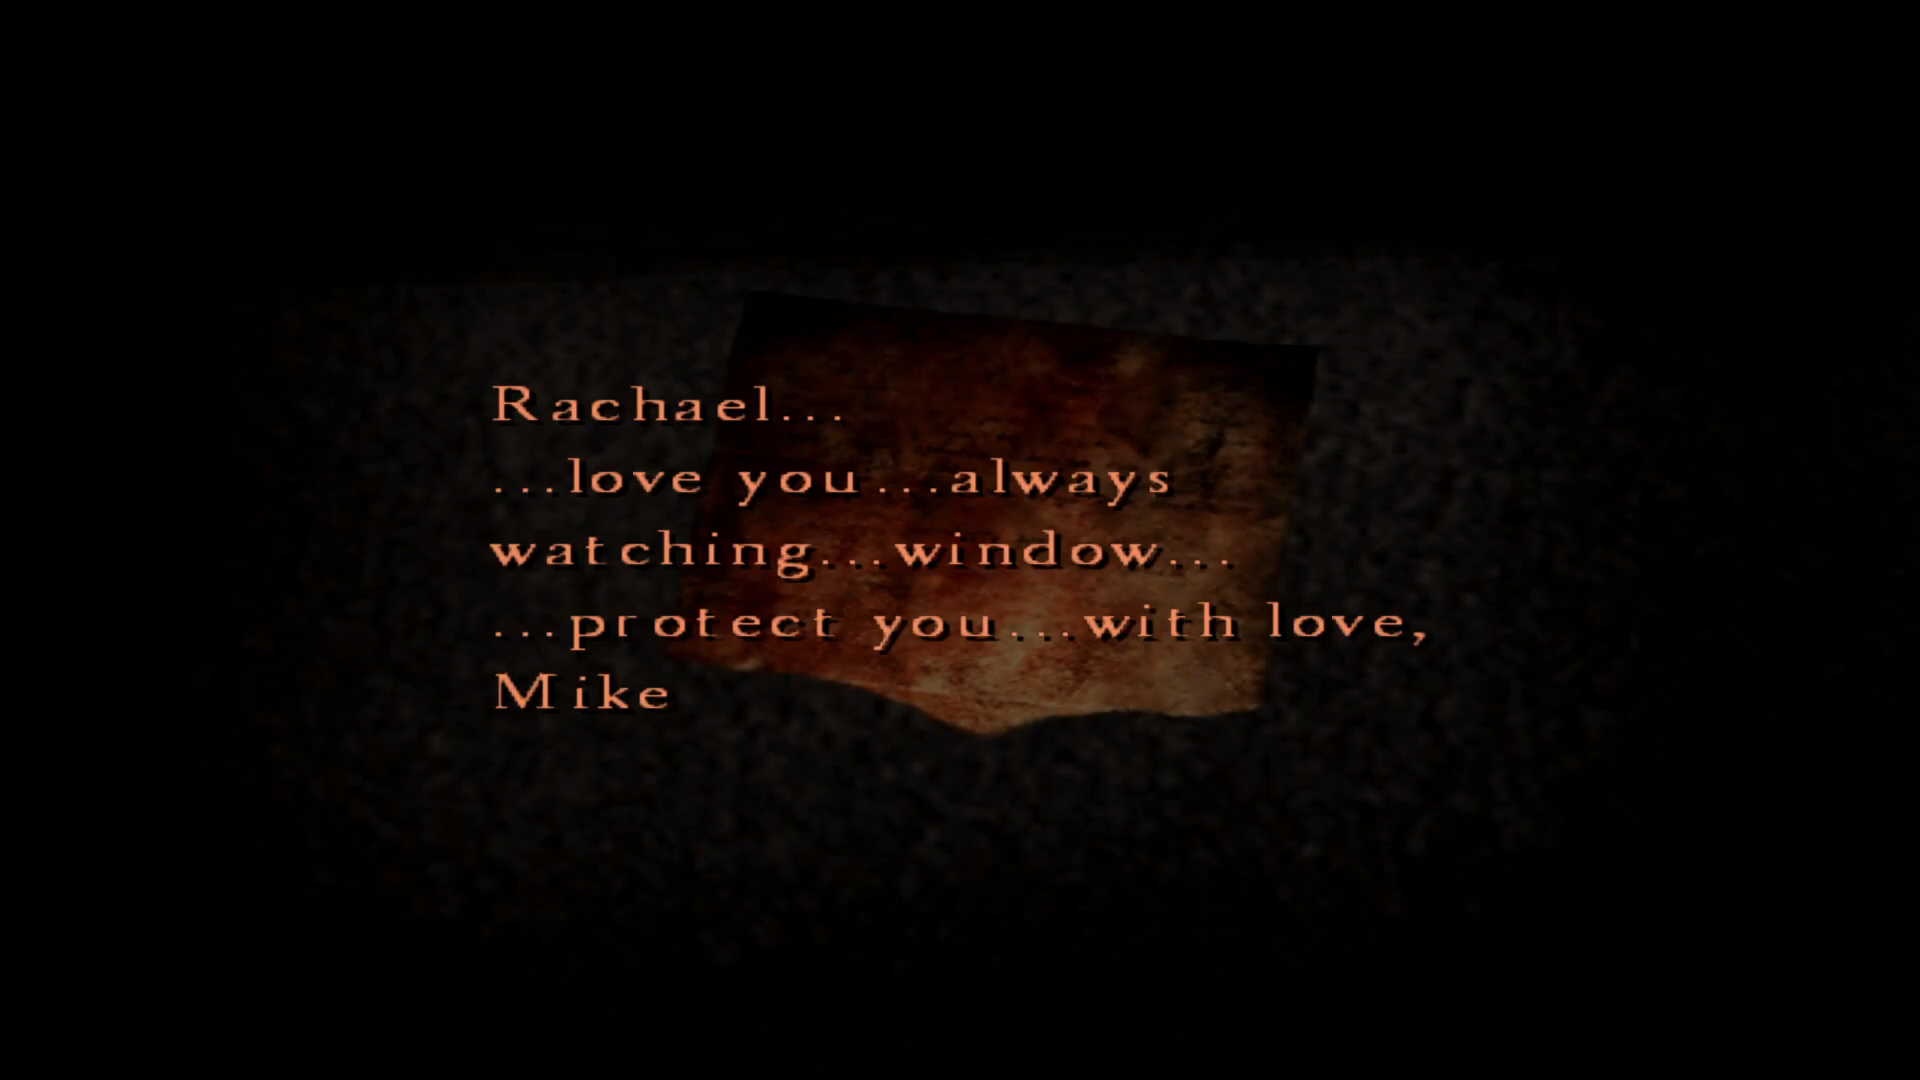 Rachael...
...love you...always
watching...window...
...protect you...with love,
Mike